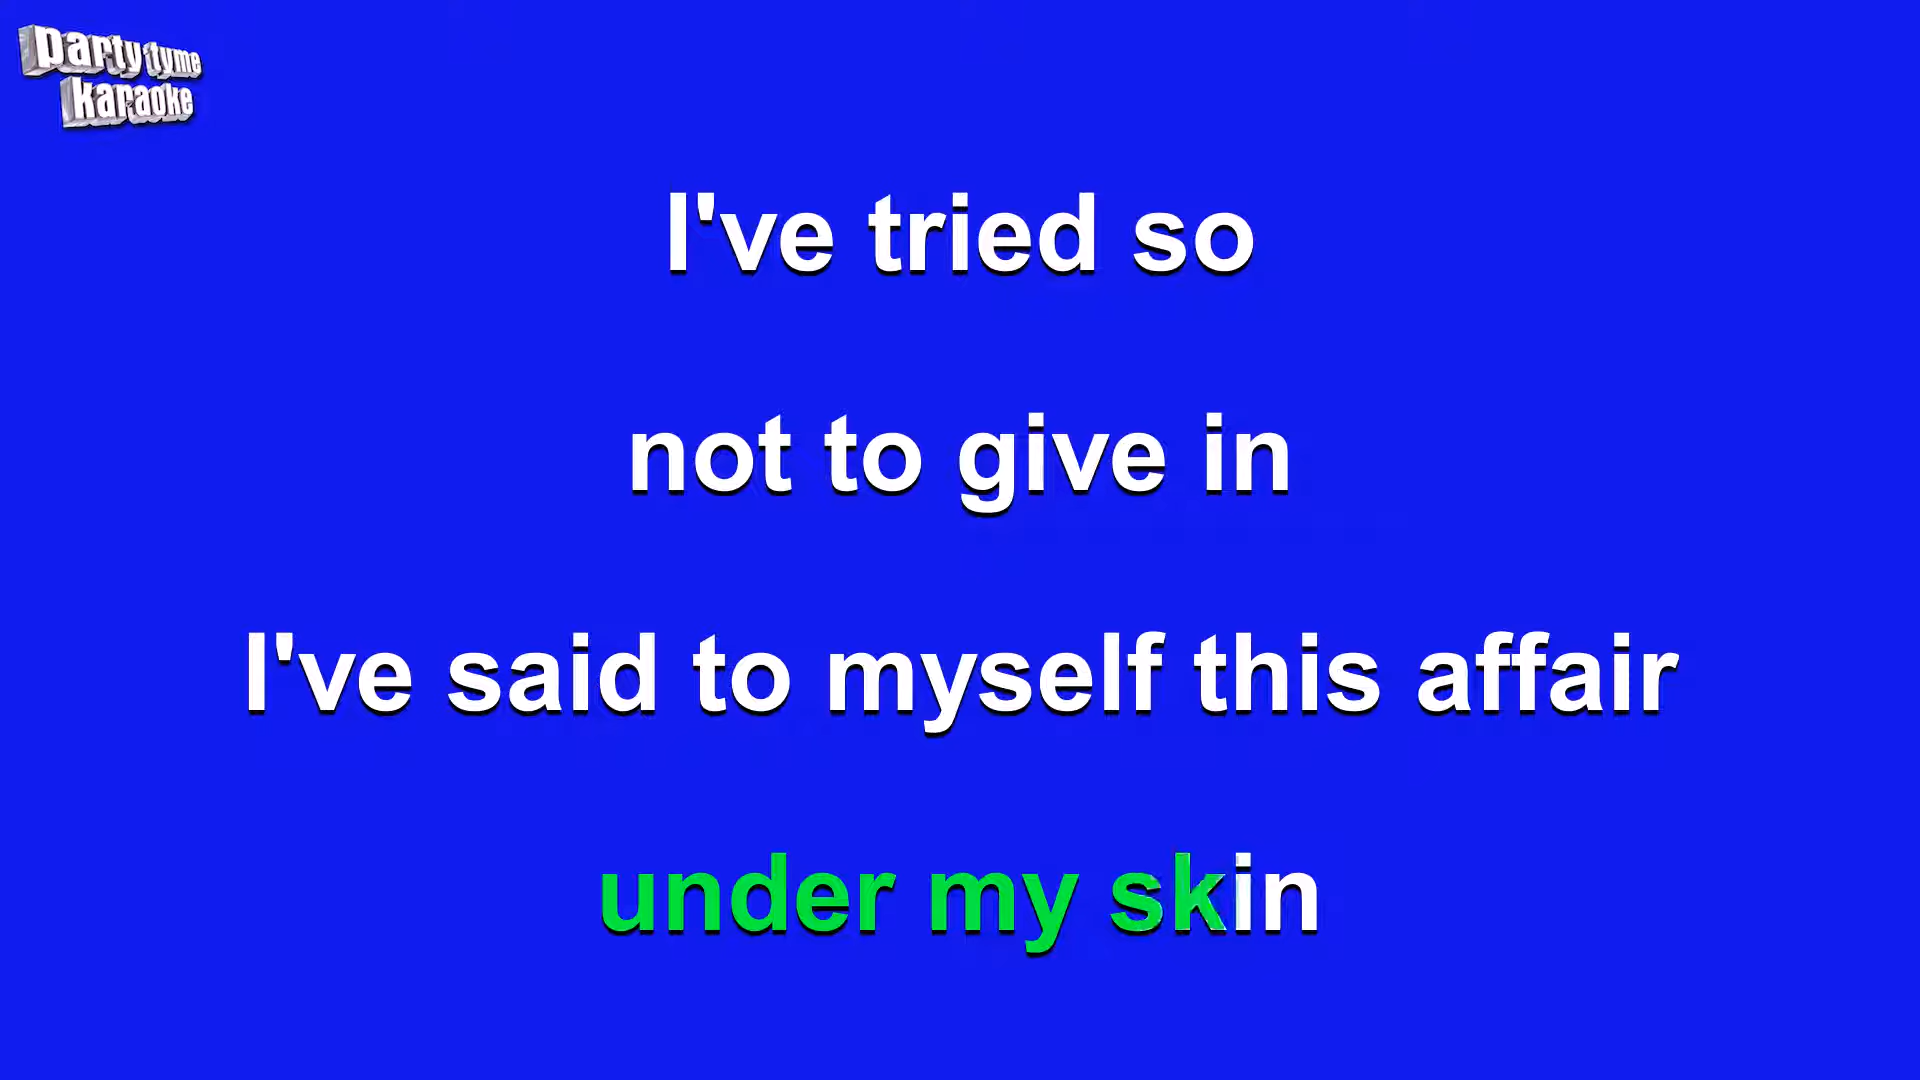 party tyme
karaoke
I've tried so
not to give in
I've said to myself this affair
under my skin